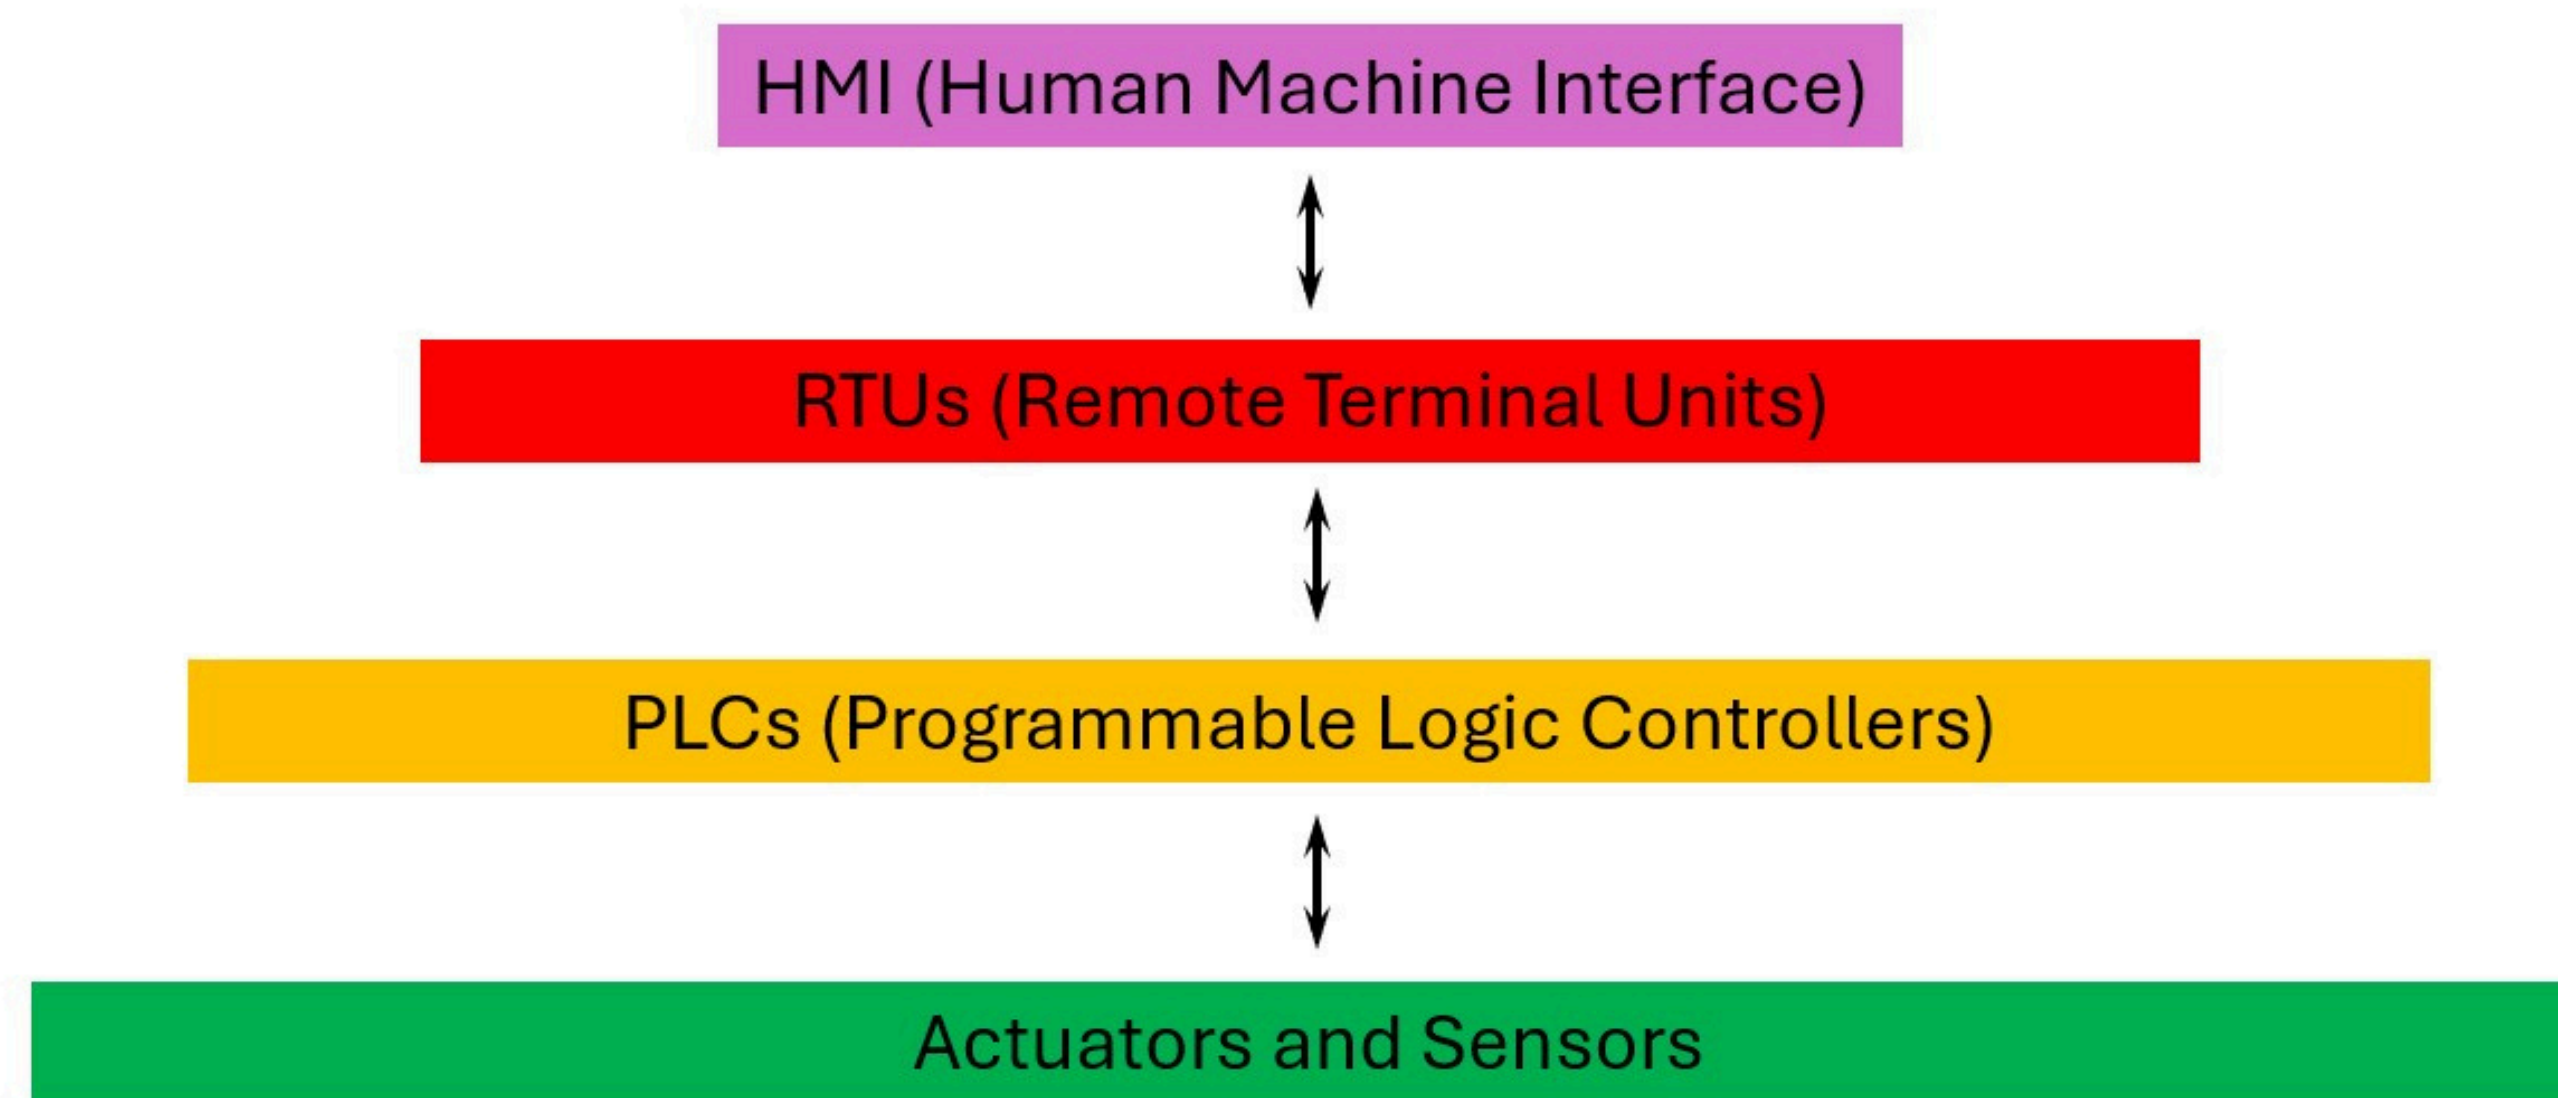 HMI (Human Machine Interface)
RTUs (Remote Terminal Units)
PLCs (Programmable Logic Controllers)
Actuators and Sensors